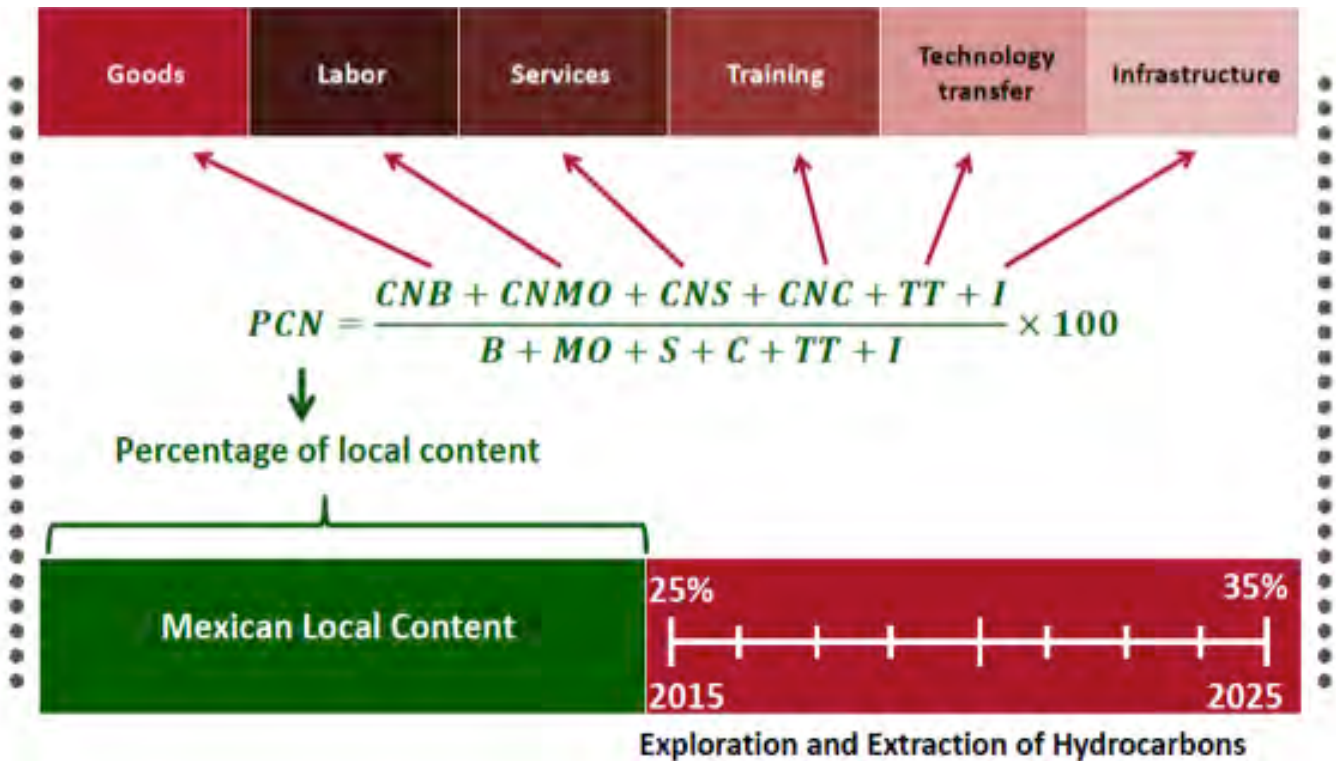 Goods Labor Services Training Technology transfer Infrastructure
CNB + CNMO + CNS + CNC + TT + I
PCN = × 100
B + MO + S + C + TT + I
Percentage of local content
Mexican Local Content
25% 35%
2015 2025
Exploration and Extraction of Hydrocarbons